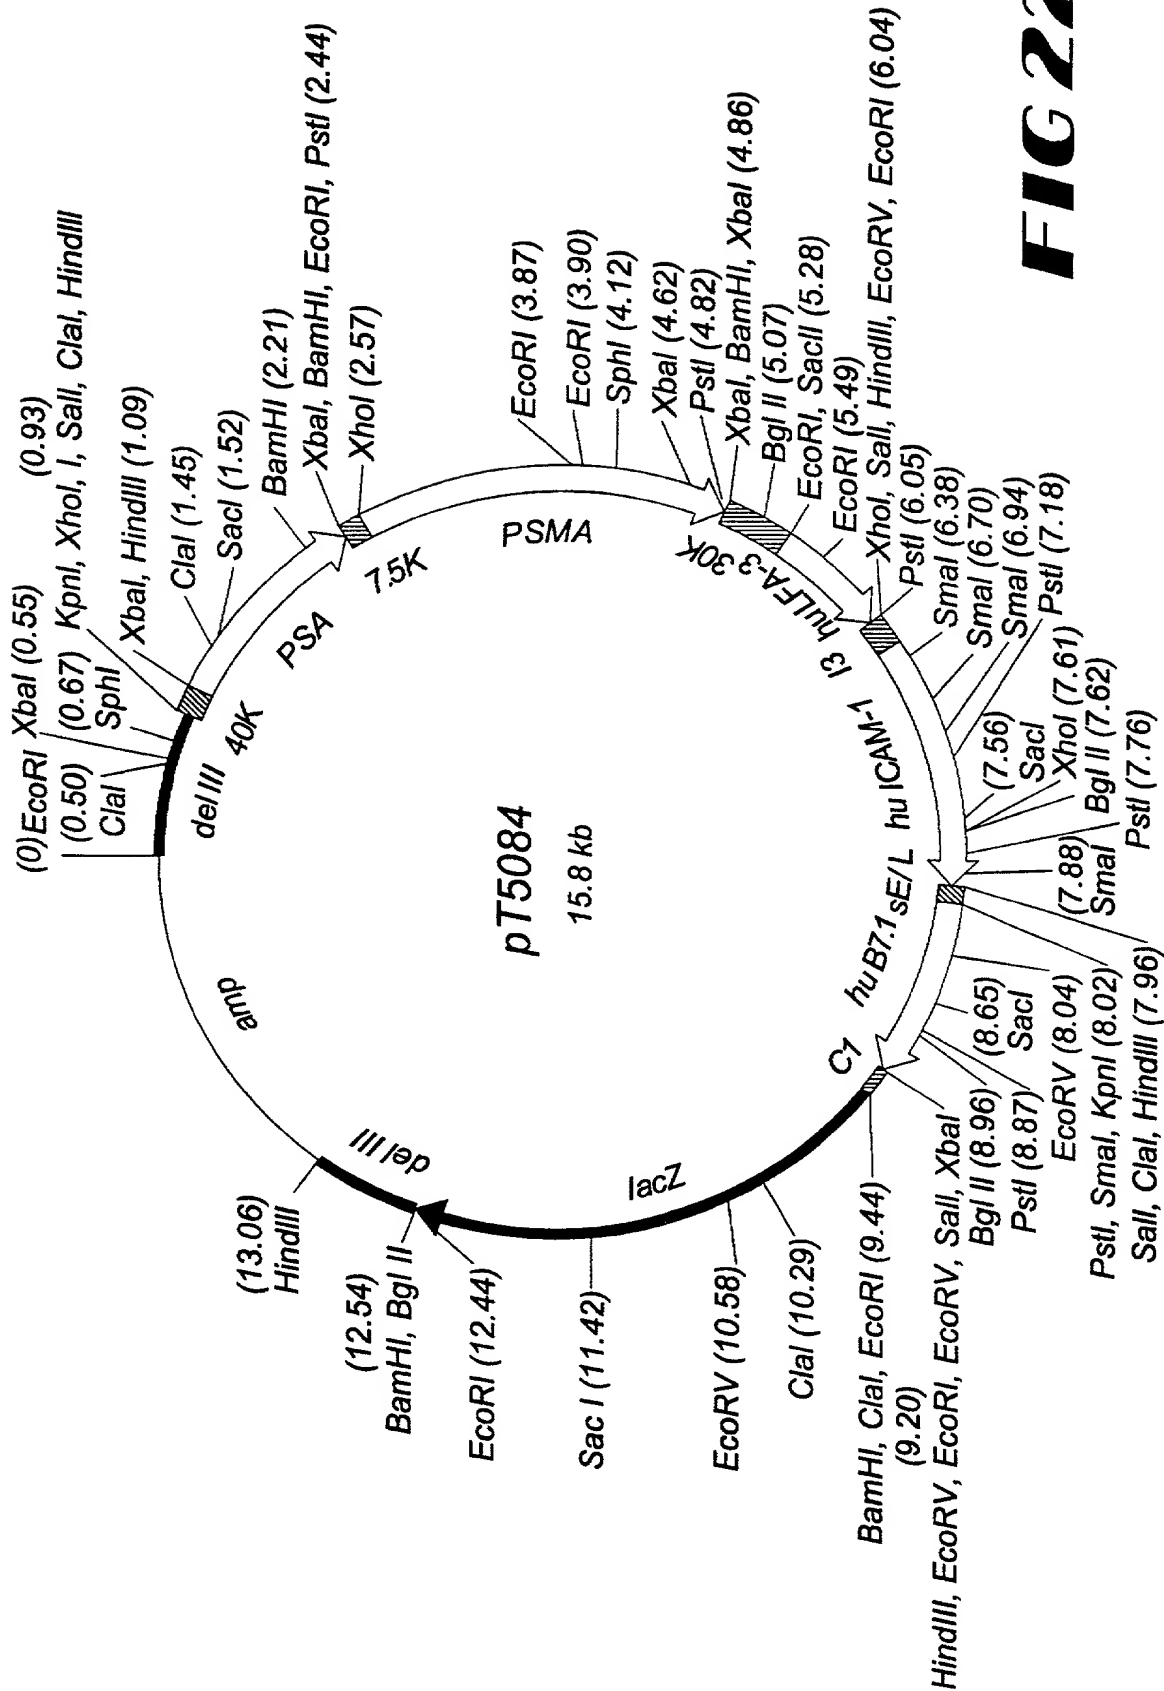 (0) EcoRI
(0.50)
ClaI
XbaI (0.55)
(0.67)
SphI
(0.93)
KpnI, XhoI, I, SalI, ClaI, HindIII
XbaI, HindIII (1.09)
ClaI (1.45)
SacI (1.52)
BamHI (2.21)
XbaI, BamHI, EcoRI, PstI (2.44)
XhoI (2.57)
EcoRI (3.87)
EcoRI (3.90)
SphI (4.12)
XbaI (4.62)
PstI (4.82)
XbaI, BamHI, XbaI (4.86)
Bgl II (5.07)
EcoRI, SacII (5.28)
EcoRI (5.49)
XhoI, SalI, HindIII, EcoRV, EcoRI (6.04)
PstI (6.05)
SmaI (6.38)
SmaI (6.70)
SmaI (6.94)
PstI (7.18)
(7.56)
SacI
XhoI (7.61)
Bgl II (7.62)
PstI (7.76)
(7.88)
SmaI
SalI, ClaI, HindIII (7.96)
PstI, SmaI, KpnI (8.02)
EcoRV (8.04)
(8.65)
SacI
PstI (8.87)
Bgl II (8.96)
HindIII, EcoRV, EcoRI, EcoRV, SalI, XbaI
(9.20)
BamHI, ClaI, EcoRI (9.44)
ClaI (10.29)
EcoRV (10.58)
Sac I (11.42)
EcoRI (12.44)
(12.54)
BamHI, Bgl II
(13.06)
HindIII
del III
40K
PSA
7.5K
PSMA
30K
huLFA-3
I3
hu ICAM-1
sE/L
huB7.1
C1
lacZ
del III
amp
pT5084
15.8 kb